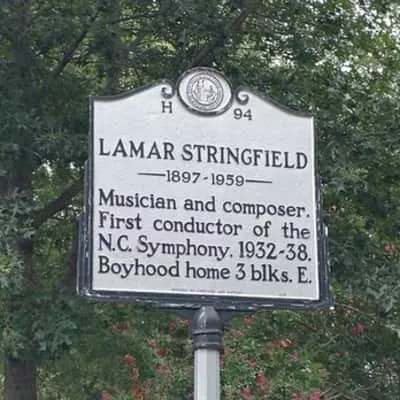 H 94
LAMAR STRINGFIELD
1897-1959
Musician and composer.
First conductor of the
N.C. Symphony, 1932-38.
Boyhood home 3 blks. E.